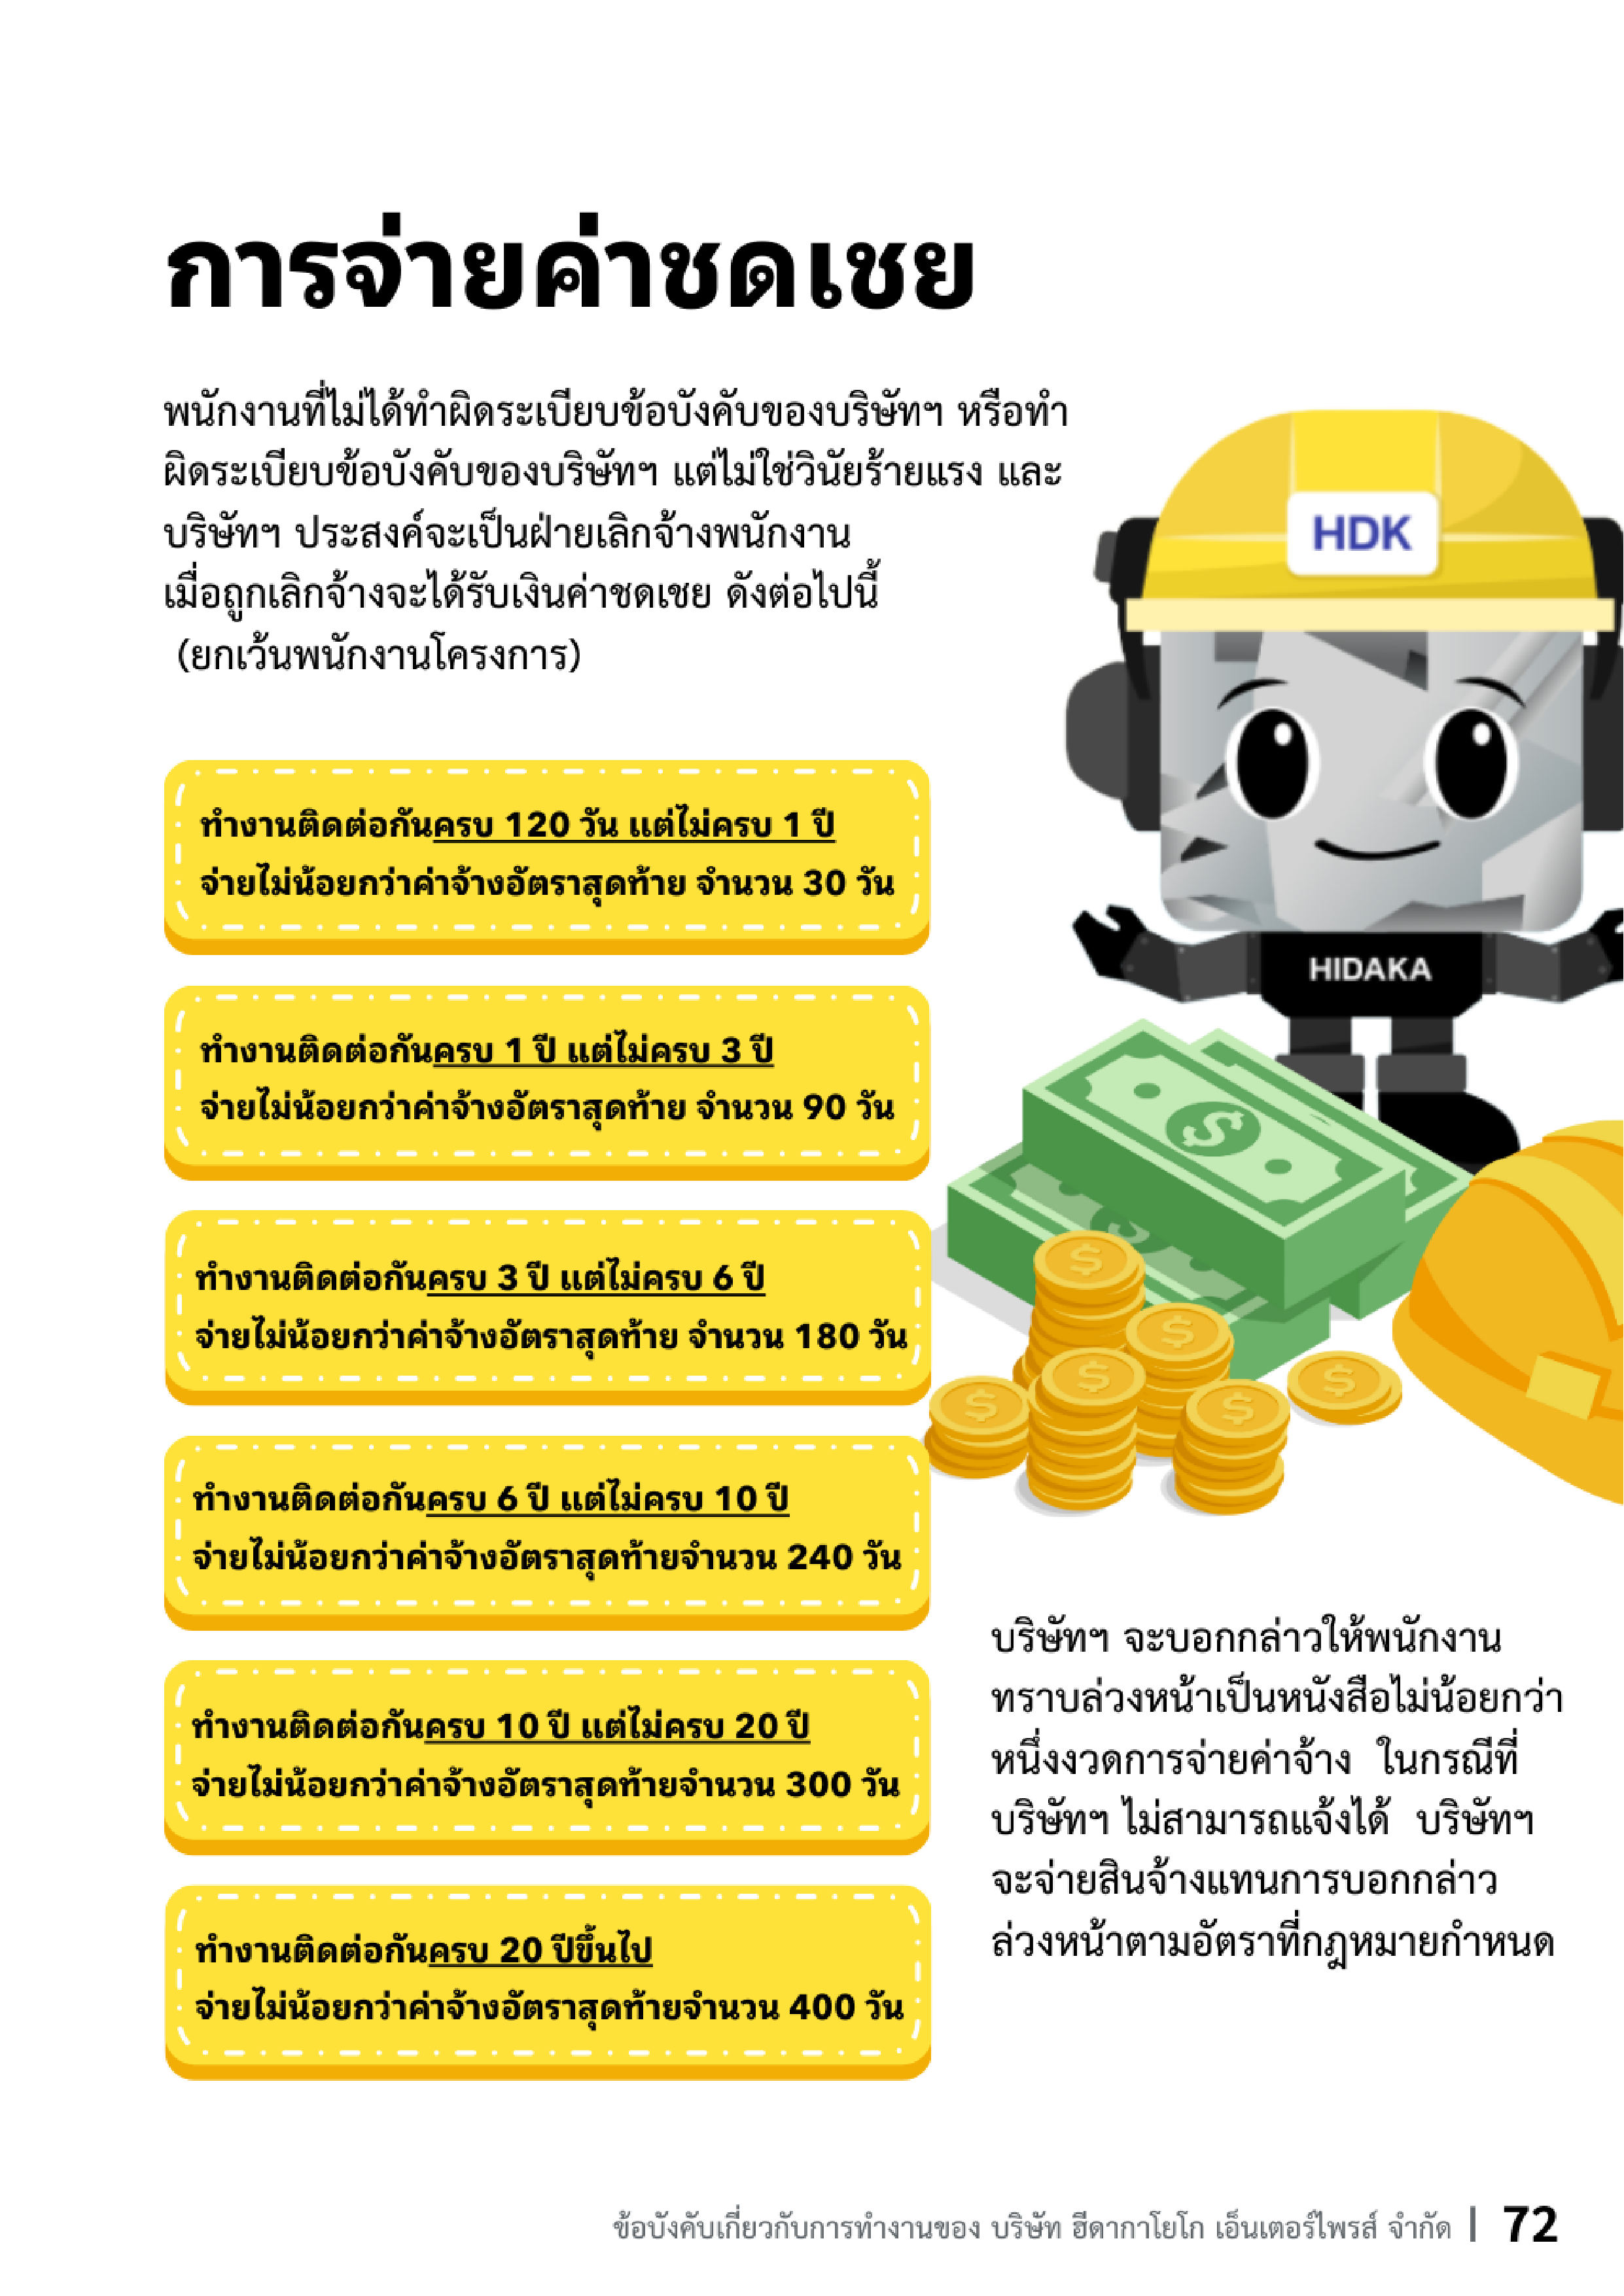 การจ่ายค่าชดเชย
พนักงานที่ไม่ได้ทำผิดระเบียบข้อบังคับของบริษัทฯ หรือทำ
ผิดระเบียบข้อบังคับของบริษัทฯ แต่ไม่ใช่วินัยร้ายแรง และ
บริษัทฯ ประสงค์จะเป็นฝ่ายเลิกจ้างพนักงาน
เมื่อถูกเลิกจ้างจะได้รับเงินค่าชดเชย ดังต่อไปนี้
(ยกเว้นพนักงานโครงการ)
HDK
HIDAKA
ทำงานติดต่อกันครบ 120 วัน แต่ไม่ครบ 1 ปี
จ่ายไม่น้อยกว่าค่าจ้างอัตราสุดท้าย จำนวน 30 วัน
ทำงานติดต่อกันครบ 1 ปี แต่ไม่ครบ 3 ปี
จ่ายไม่น้อยกว่าค่าจ้างอัตราสุดท้าย จำนวน 90 วัน
ทำงานติดต่อกันครบ 3 ปี แต่ไม่ครบ 6 ปี
จ่ายไม่น้อยกว่าค่าจ้างอัตราสุดท้าย จำนวน 180 วัน
ทำงานติดต่อกันครบ 6 ปี แต่ไม่ครบ 10 ปี
จ่ายไม่น้อยกว่าค่าจ้างอัตราสุดท้ายจำนวน 240 วัน
ทำงานติดต่อกันครบ 10 ปี แต่ไม่ครบ 20 ปี
จ่ายไม่น้อยกว่าค่าจ้างอัตราสุดท้ายจำนวน 300 วัน
ทำงานติดต่อกันครบ 20 ปีขึ้นไป
จ่ายไม่น้อยกว่าค่าจ้างอัตราสุดท้ายจำนวน 400 วัน
บริษัทฯ จะบอกกล่าวให้พนักงาน
ทราบล่วงหน้าเป็นหนังสือไม่น้อยกว่า
หนึ่งงวดการจ่ายค่าจ้าง ในกรณีที่
บริษัทฯ ไม่สามารถแจ้งได้ บริษัทฯ
จะจ่ายสินจ้างแทนการบอกกล่าว
ล่วงหน้าตามอัตราที่กฎหมายกำหนด
ข้อบังคับเกี่ยวกับการทำงานของ บริษัท ฮีดากาโยโก เอ็นเตอร์ไพรส์ จำกัด | 72